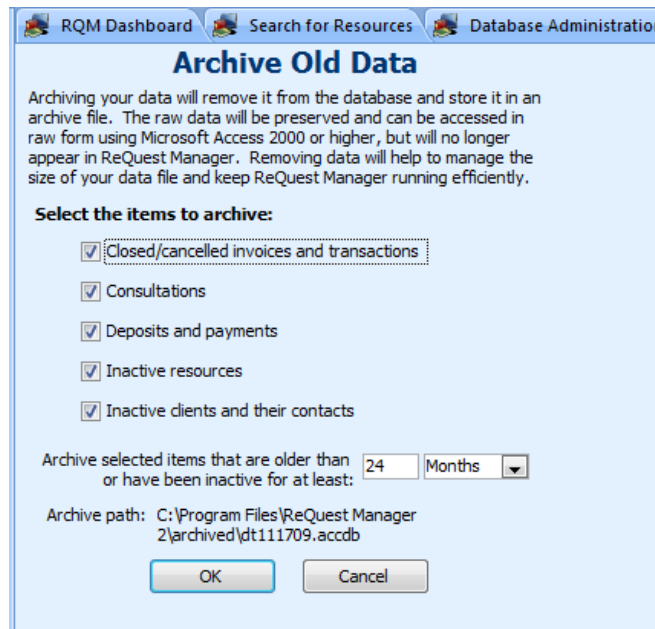 RQM Dashboard Search for Resources Database Administration
Archive Old Data
Archiving your data will remove it from the database and store it in an
archive file. The raw data will be preserved and can be accessed in
raw form using Microsoft Access 2000 or higher, but will no longer
appear in ReQuest Manager. Removing data will help to manage the
size of your data file and keep ReQuest Manager running efficiently.
Select the items to archive:
Closed/cancelled invoices and transactions
Consultations
Deposits and payments
Inactive resources
Inactive clients and their contacts
Archive selected items that are older than 24 Months
or have been inactive for at least:
Archive path: C:\Program Files\ReQuest Manager
2\archived\dt111709.accdb
OK Cancel